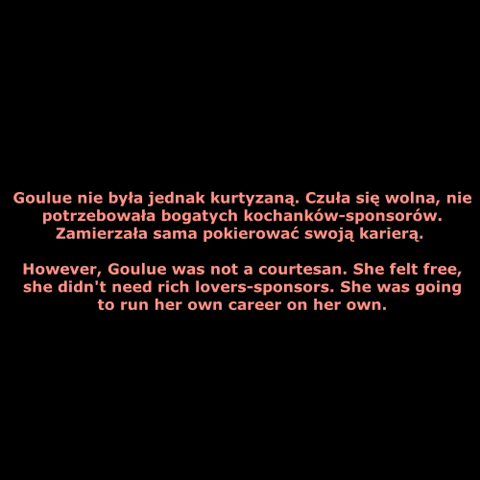 Goulue nie była jednak kurtyzaną. Czuła się wolna, nie
potrzebowała bogatych kochanków-sponsorów.
Zamierzała sama pokierować swoją karierą.
However, Goulue was not a courtesan. She felt free,
she didn't need rich lovers-sponsors. She was going
to run her own career on her own.